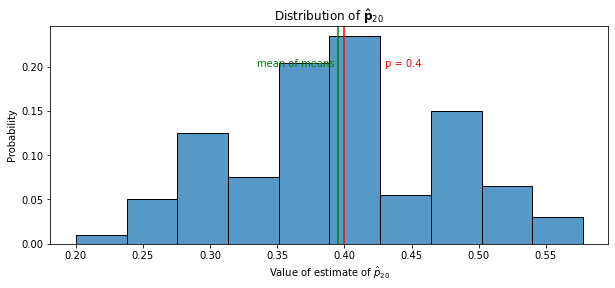 Distribution of p̂₂₀
mean of means
p = 0.4
Probability
0.20
0.15
0.10
0.05
0.00
0.20 0.25 0.30 0.35 0.40 0.45 0.50 0.55
Value of estimate of p̂₂₀